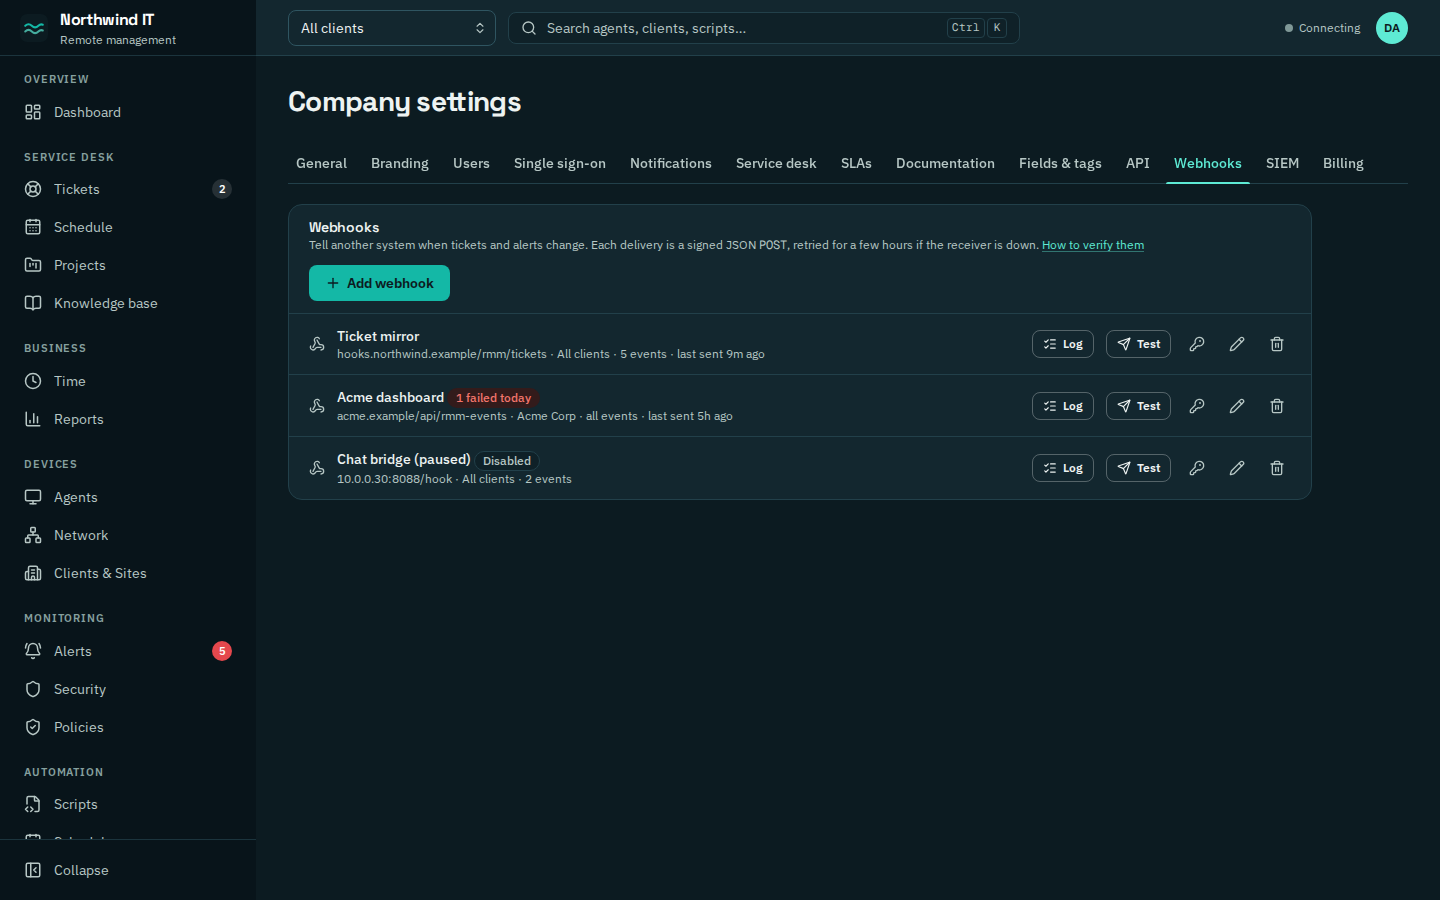 Northwind IT
Remote management
All clients
Search agents, clients, scripts...
Ctrl K
Connecting
DA
OVERVIEW
Dashboard
SERVICE DESK
Tickets 2
Schedule
Projects
Knowledge base
BUSINESS
Time
Reports
DEVICES
Agents
Network
Clients & Sites
MONITORING
Alerts 5
Security
Policies
AUTOMATION
Scripts
Collapse
Company settings
General Branding Users Single sign-on Notifications Service desk SLAs Documentation Fields & tags API Webhooks SIEM Billing
Webhooks
Tell another system when tickets and alerts change. Each delivery is a signed JSON POST, retried for a few hours if the receiver is down. How to verify them
Add webhook
Ticket mirror
hooks.northwind.example/rmm/tickets · All clients · 5 events · last sent 9m ago
Log Test
Acme dashboard 1 failed today
acme.example/api/rmm-events · Acme Corp · all events · last sent 5h ago
Log Test
Chat bridge (paused) Disabled
10.0.0.30:8088/hook · All clients · 2 events
Log Test